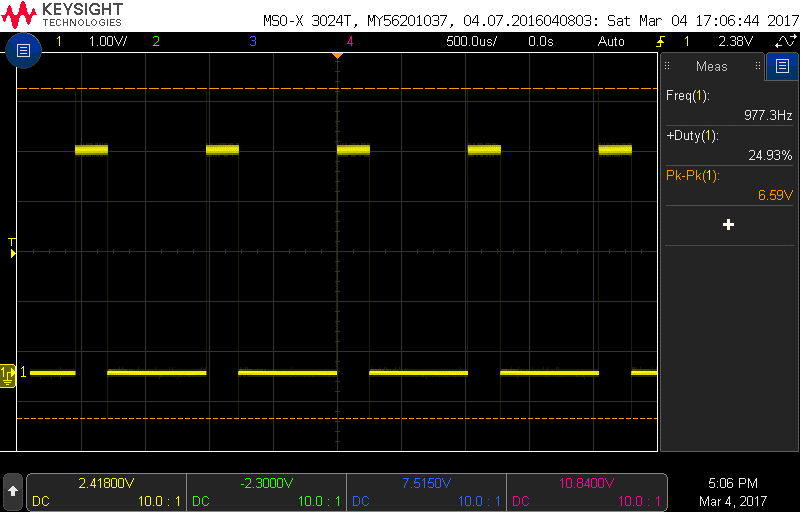 KEYSIGHT
TECHNOLOGIES
MSO-X 3024T, MY56201037, 04.07.2016040803: Sat Mar 04 17:06:44 2017
1 1.00V/ 2 3 4 500.0us/ 0.0s Auto 1 2.38V
Meas
Freq(1):
977.3Hz
+Duty(1):
24.93%
Pk-Pk(1):
6.59V
+
T
1 1
2.41800V -2.3000V 7.5150V 10.8400V
DC 10.0 : 1 DC 10.0 : 1 DC 10.0 : 1 DC 10.0 : 1
5:06 PM
Mar 4, 2017